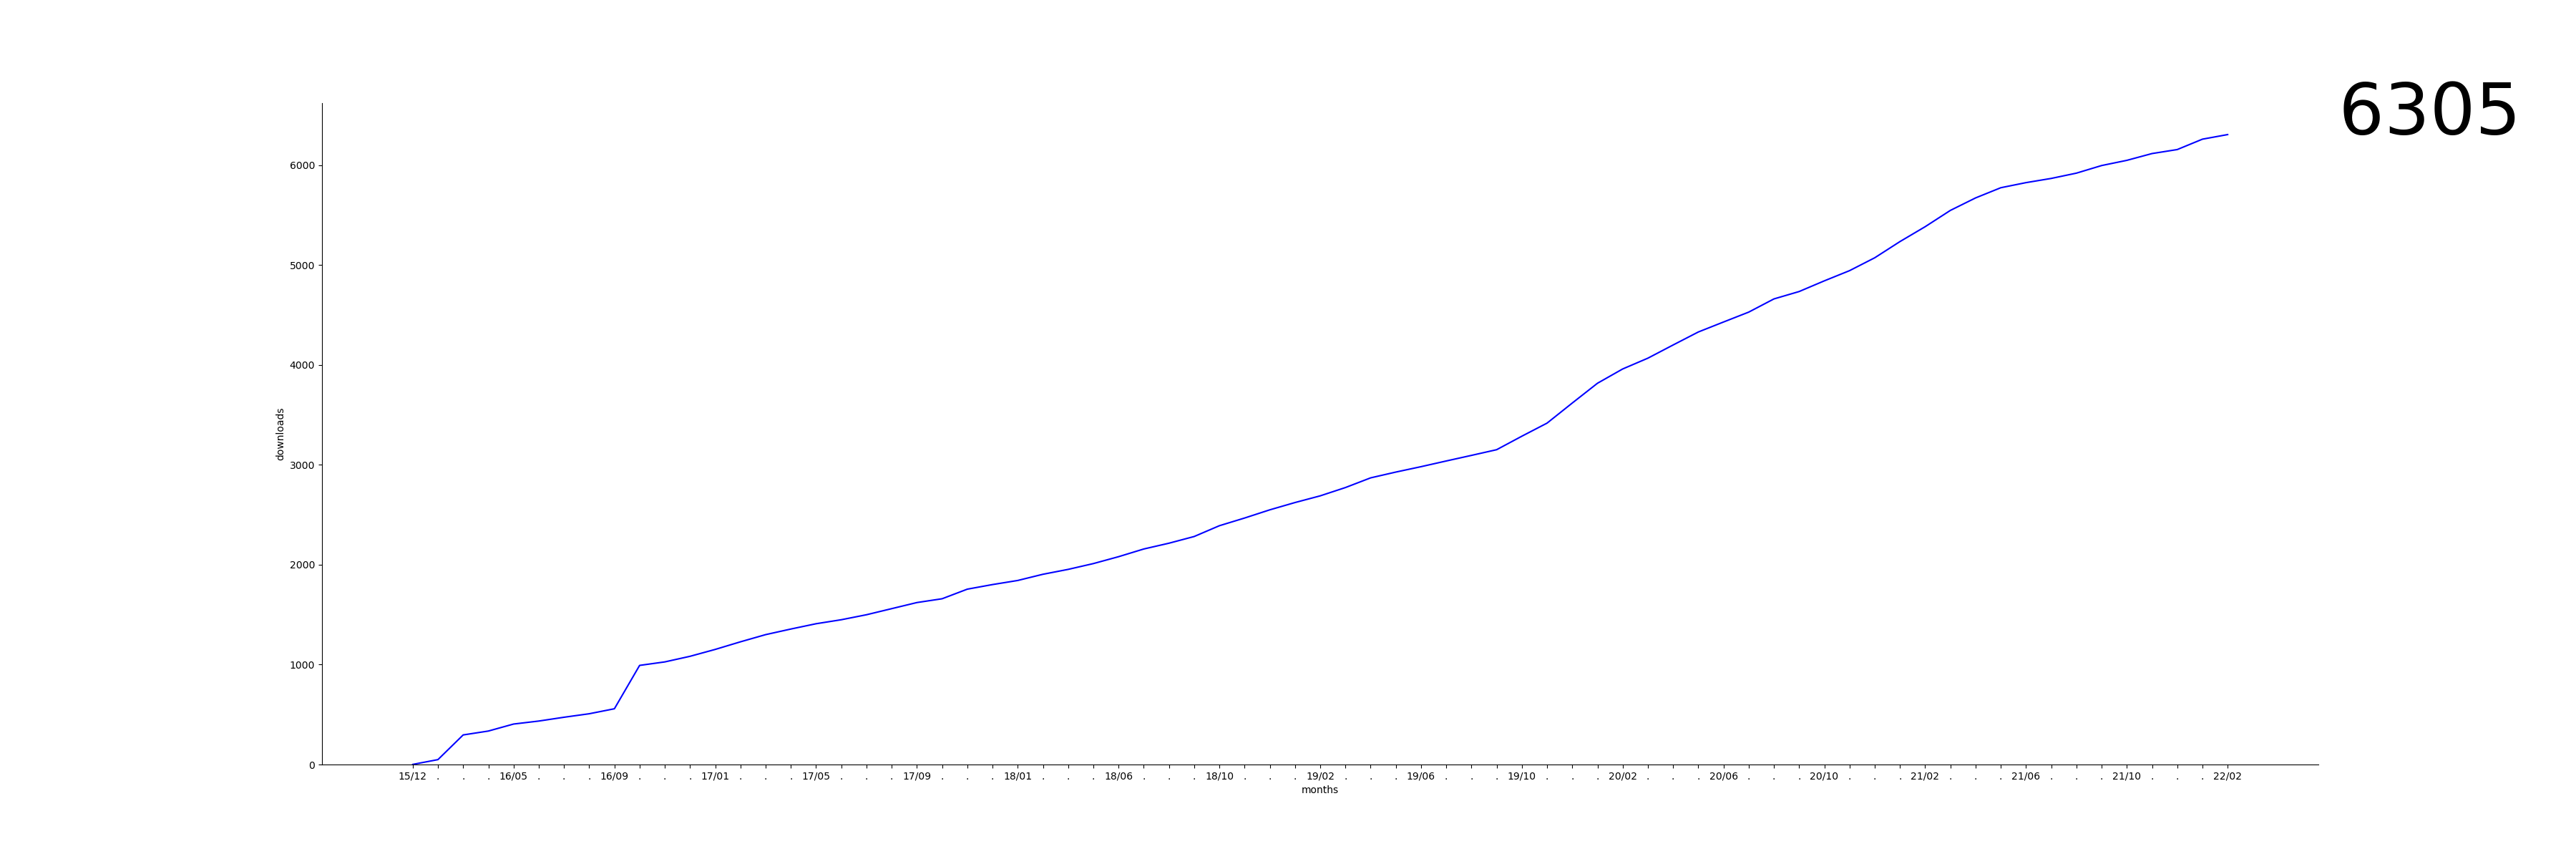 6305
6000
5000
4000
3000
2000
1000
0
downloads
15/12 . . . 16/05 . . . 16/09 . . . 17/01 . . . 17/05 . . . 17/09 . . . 18/01 . . . 18/06 . . . 18/10 . . . 19/02 . . . 19/06 . . . 19/10 . . . 20/02 . . . 20/06 . . . 20/10 . . . 21/02 . . . 21/06 . . . 21/10 . . . 22/02
months